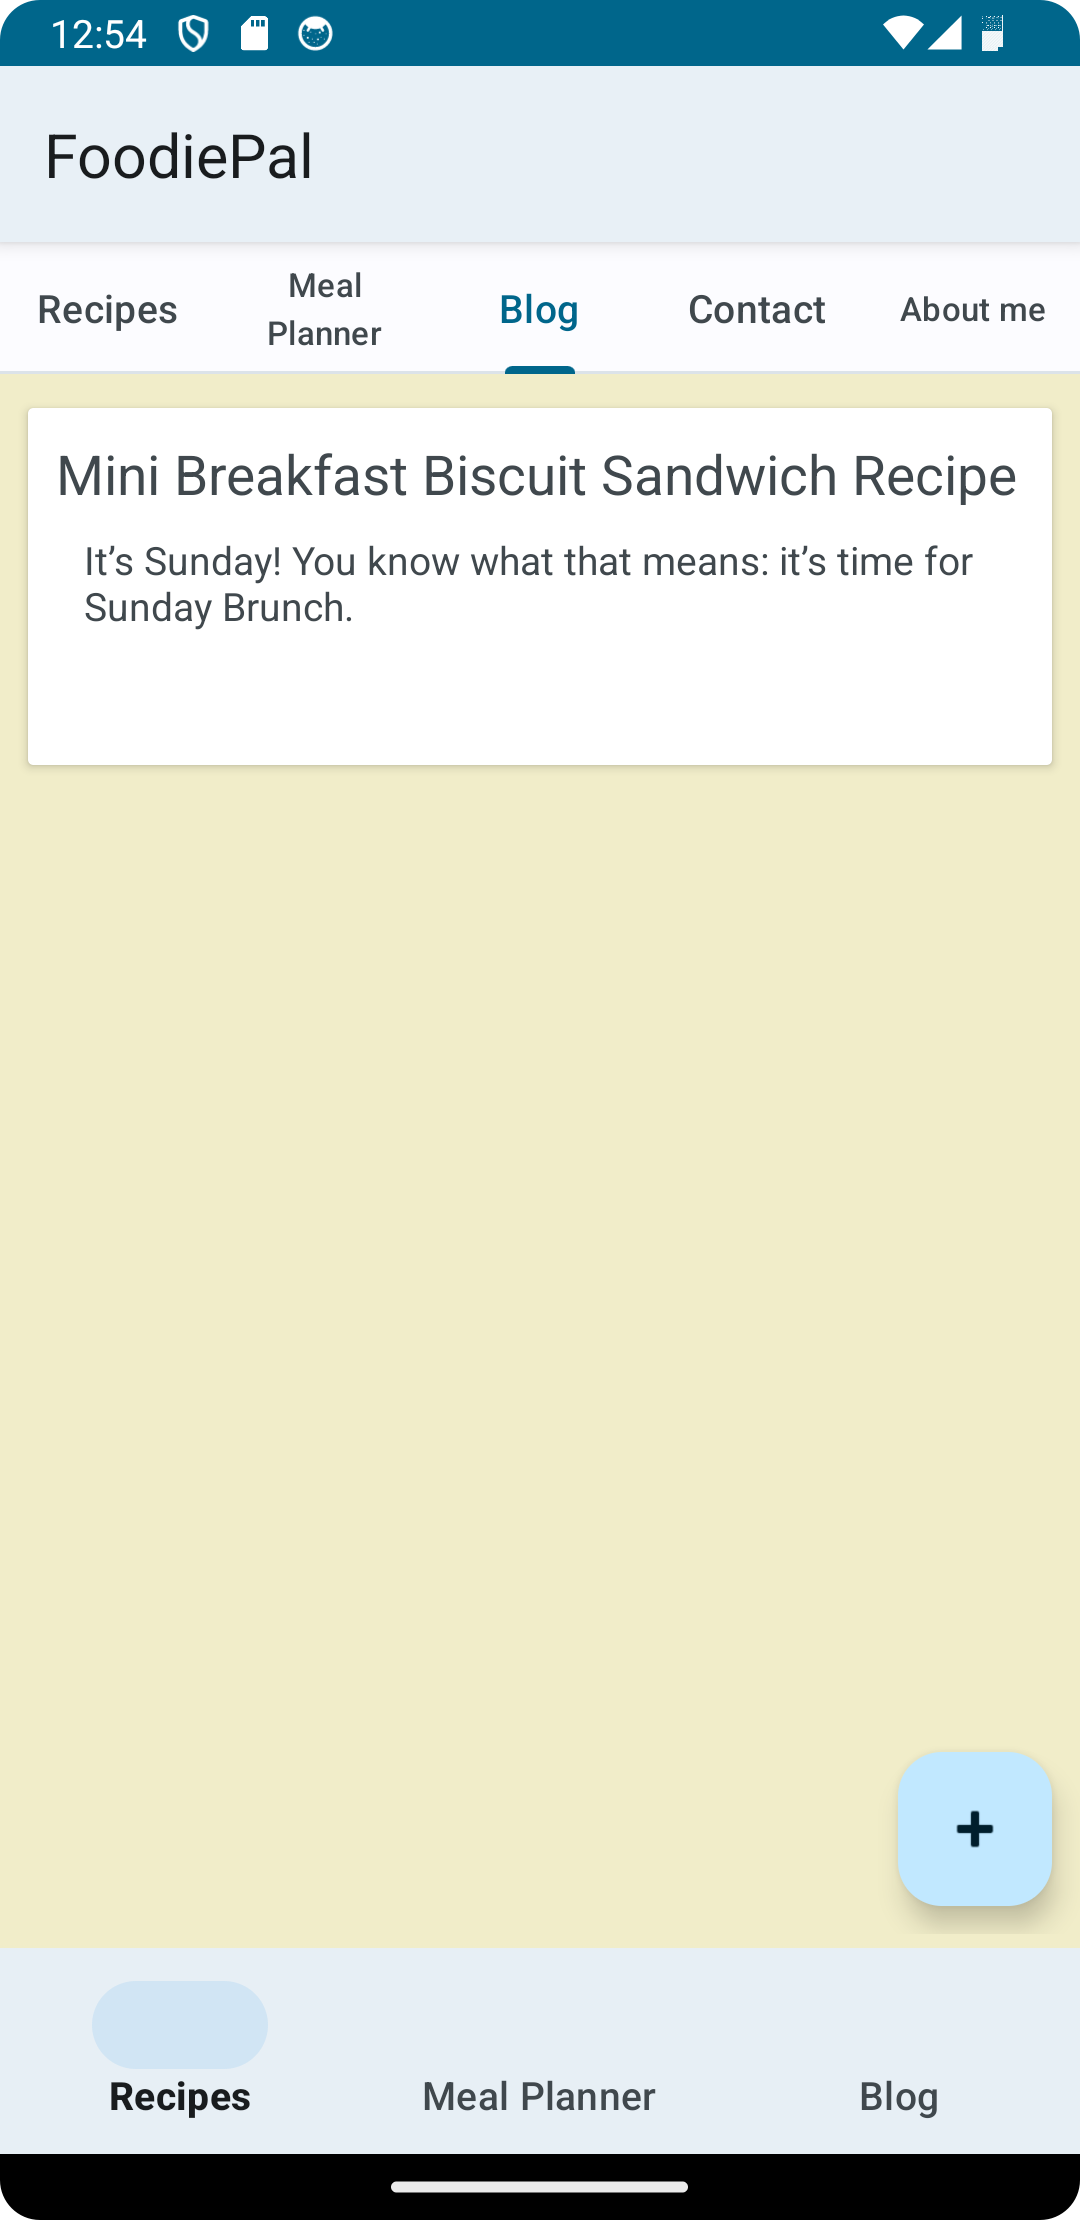 12:54
FoodiePal
Recipes
Meal
Planner
Blog
Contact
About me
Mini Breakfast Biscuit Sandwich Recipe
It’s Sunday! You know what that means: it’s time for
Sunday Brunch.
Recipes
Meal Planner
Blog